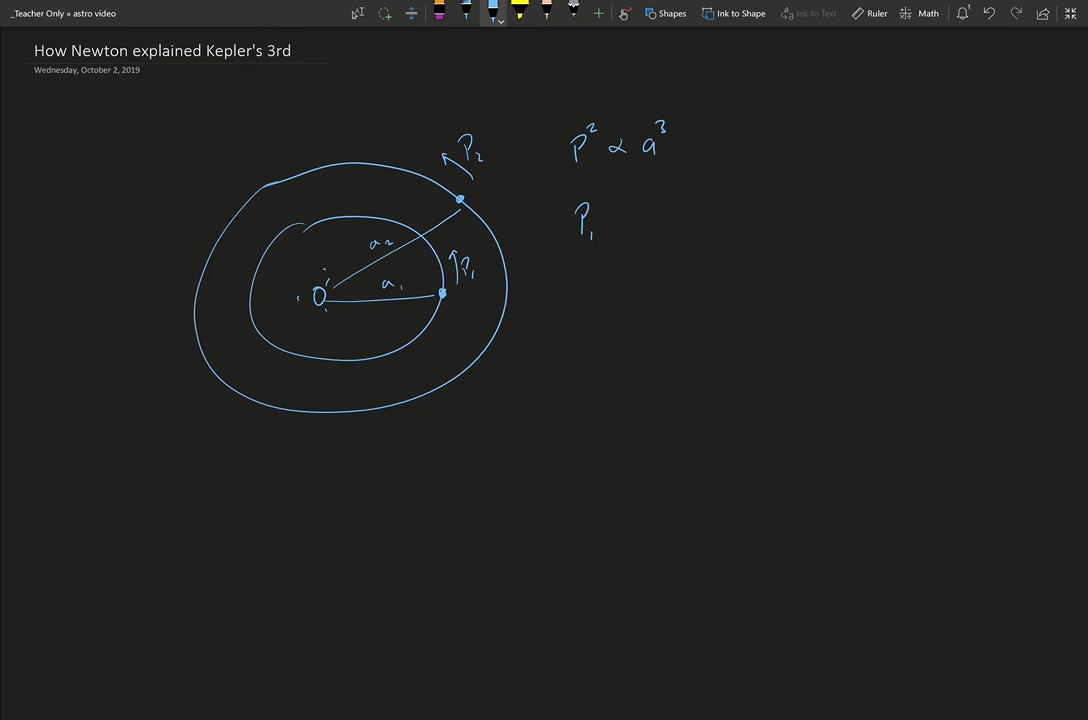 _Teacher Only » astro video
Shapes
Ink to Shape
Ink to Text
Ruler
Math
1
How Newton explained Kepler's 3rd
Wednesday, October 2, 2019
P² ∝ a³
P₂
P₁
a₂
P₁
a₁